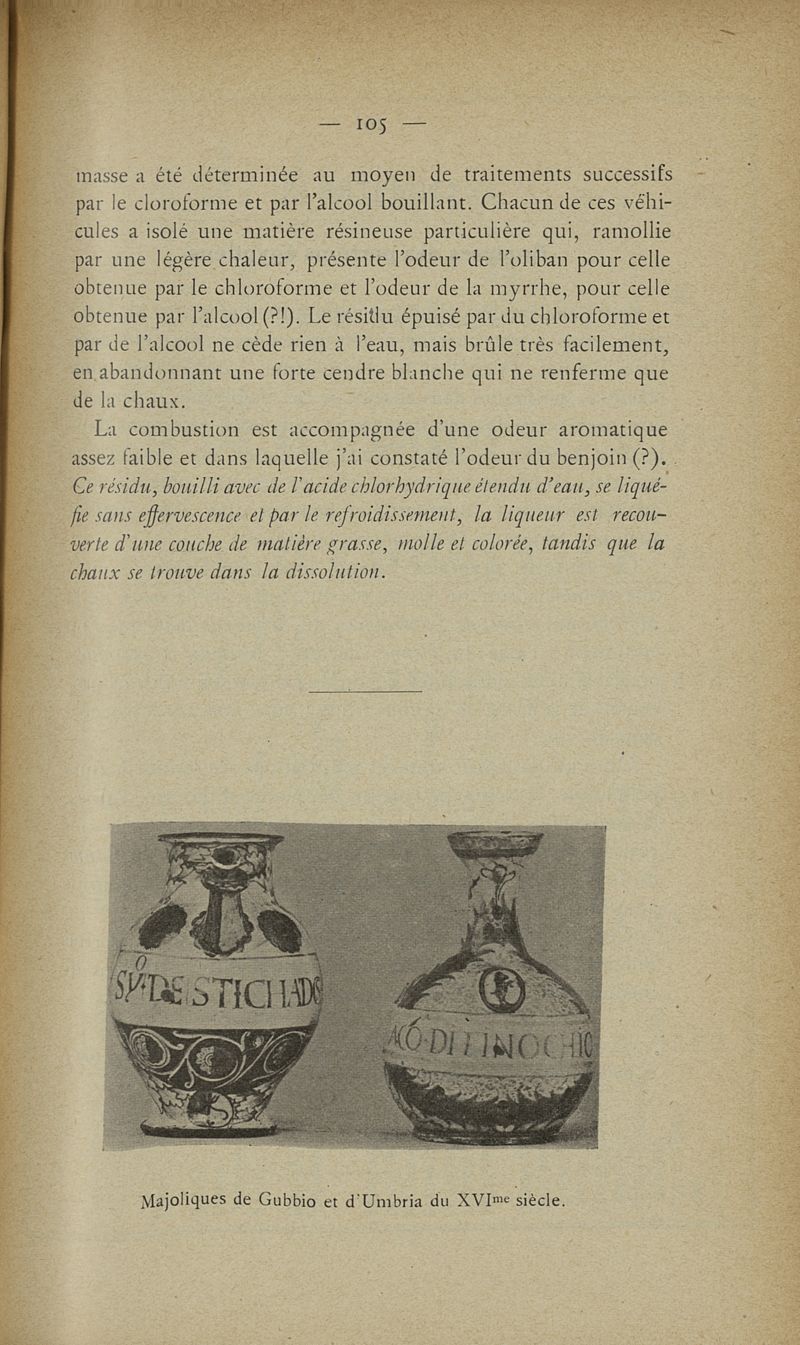 — 105 —
masse a été déterminée au moyen de traitements successifs
par le cloroforme et par l'alcool bouillant. Chacun de ces véhi-
cules a isolé une matière résineuse particulière qui, ramollie
par une légère chaleur, présente l'odeur de l'oliban pour celle
obtenue par le chloroforme et l'odeur de la myrrhe, pour celle
obtenue par l'alcool (?!). Le résidu épuisé par du chloroforme et
par de l'alcool ne cède rien à l'eau, mais brûle très facilement,
en abandonnant une forte cendre blanche qui ne renferme que
de la chaux.
La combustion est accompagnée d'une odeur aromatique
assez faible et dans laquelle j'ai constaté l'odeur du benjoin (?).
Ce résidu, bouilli avec de l'acide chlorhydrique étendu d'eau, se liqué-
fie sans effervescence et par le refroidissement, la liqueur est recou-
verte d'une couche de matière grasse, molle et colorée, tandis que la
chaux se trouve dans la dissolution.
DE STICHADO
Majoliques de Gubbio et d'Umbria du XVIme siècle.